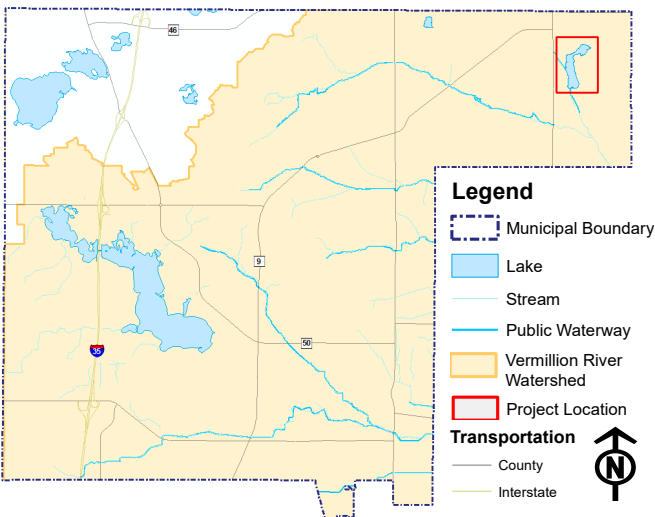 46
9
50
35
Legend
Municipal Boundary
Lake
Stream
Public Waterway
Vermillion River
Watershed
Project Location
Transportation
County
Interstate
N